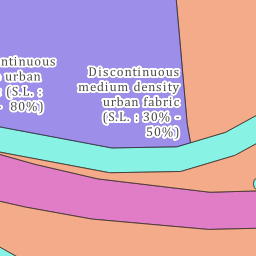 ntinuous
urban
(S.L. :
- 80%)
Discontinuous
medium density
urban fabric
(S.L. : 30% -
50%)